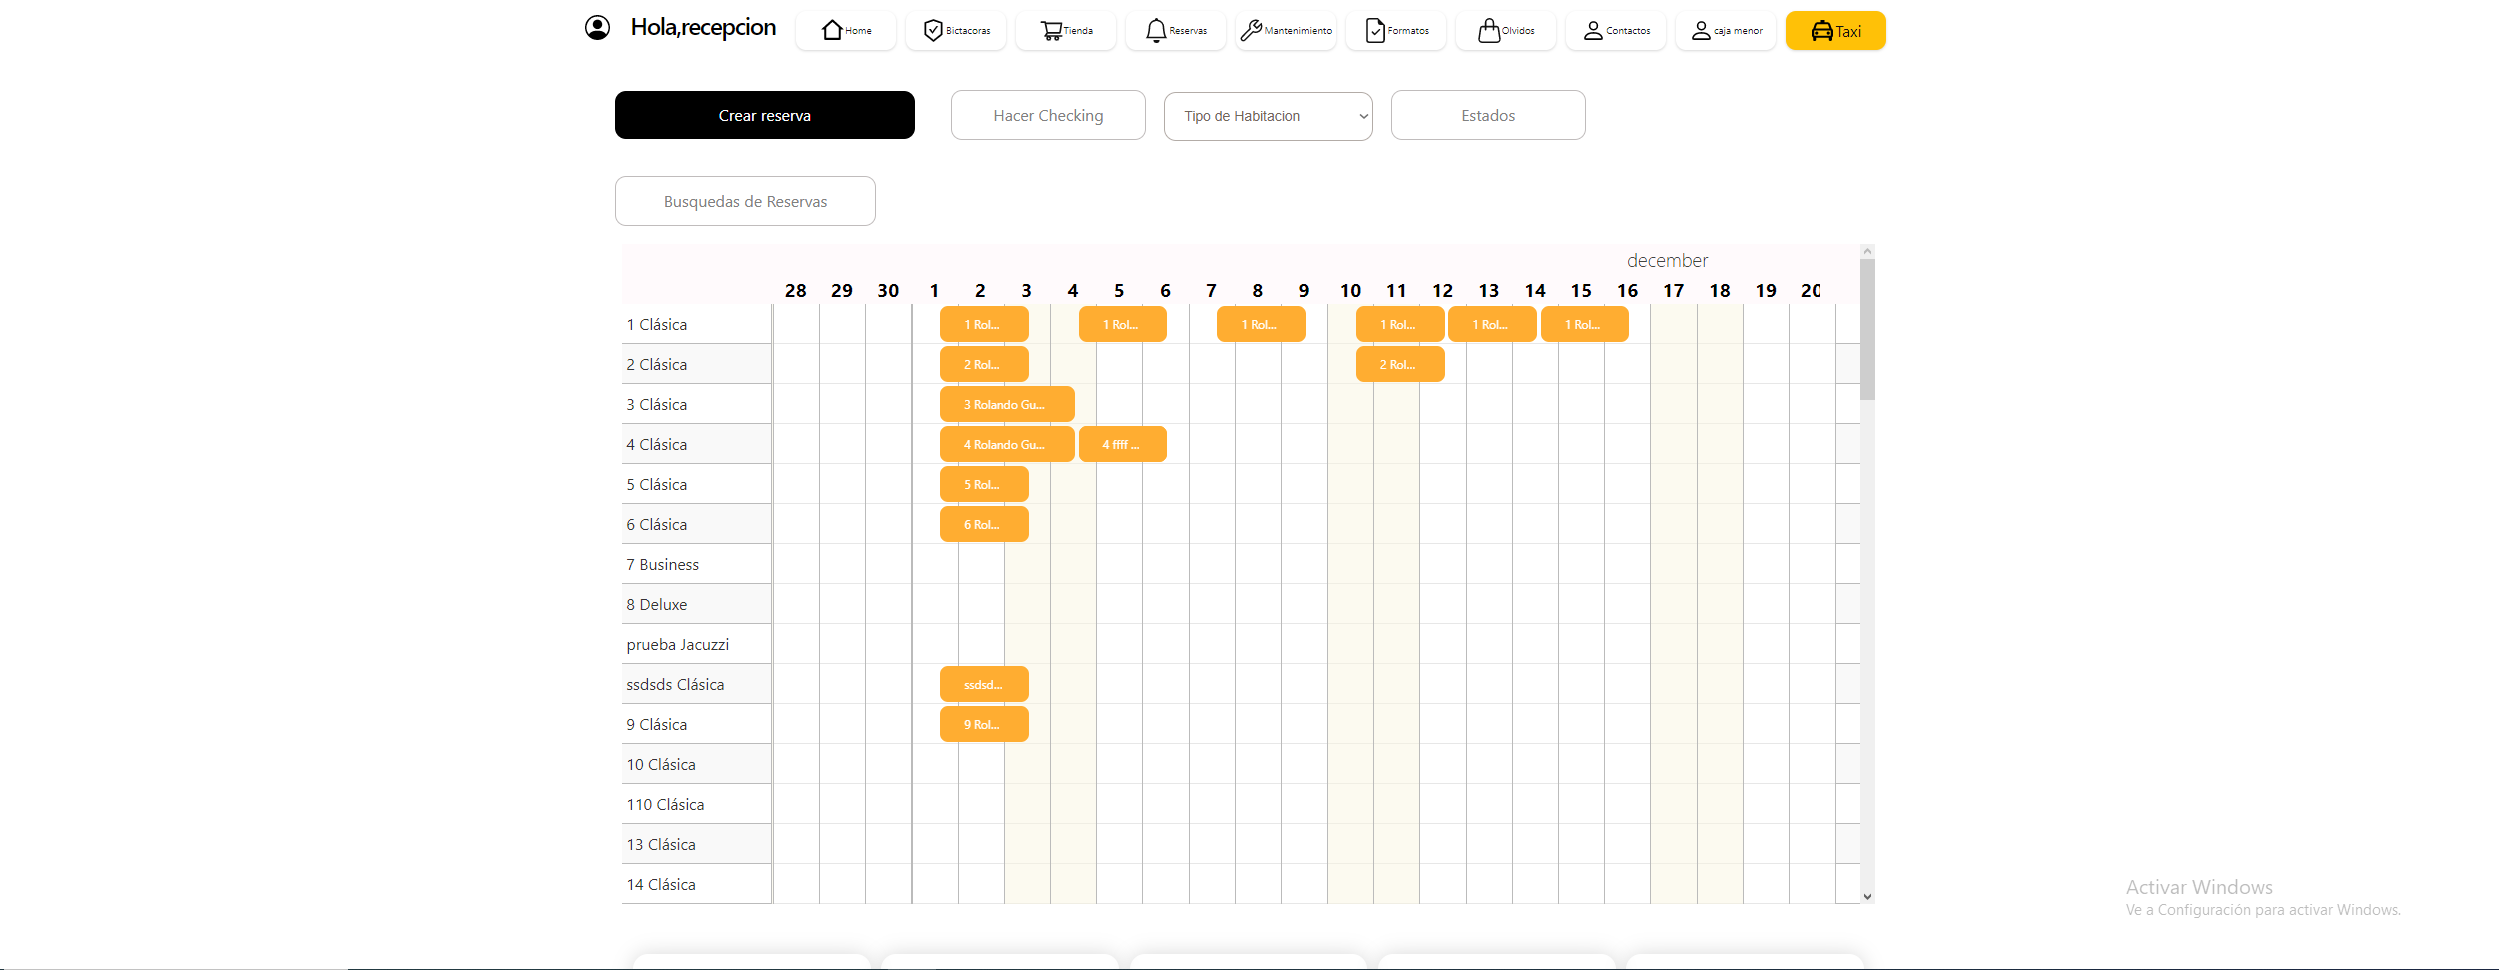 Hola,recepcion Home Bictacoras Tienda Reservas Mantenimiento Formatos Olvidos Contactos caja menor Taxi
Crear reserva Hacer Checking Tipo de Habitacion Estados
Busquedas de Reservas
december
28 29 30 1 2 3 4 5 6 7 8 9 10 11 12 13 14 15 16 17 18 19 20
1 Clásica 1 Rol... 1 Rol... 1 Rol... 1 Rol... 1 Rol... 1 Rol...
2 Clásica 2 Rol... 2 Rol...
3 Clásica 3 Rolando Gu...
4 Clásica 4 Rolando Gu... 4 ffff ...
5 Clásica 5 Rol...
6 Clásica 6 Rol...
7 Business
8 Deluxe
prueba Jacuzzi
ssdsds Clásica ssdsd...
9 Clásica 9 Rol...
10 Clásica
110 Clásica
13 Clásica
14 Clásica
Activar Windows
Ve a Configuración para activar Windows.